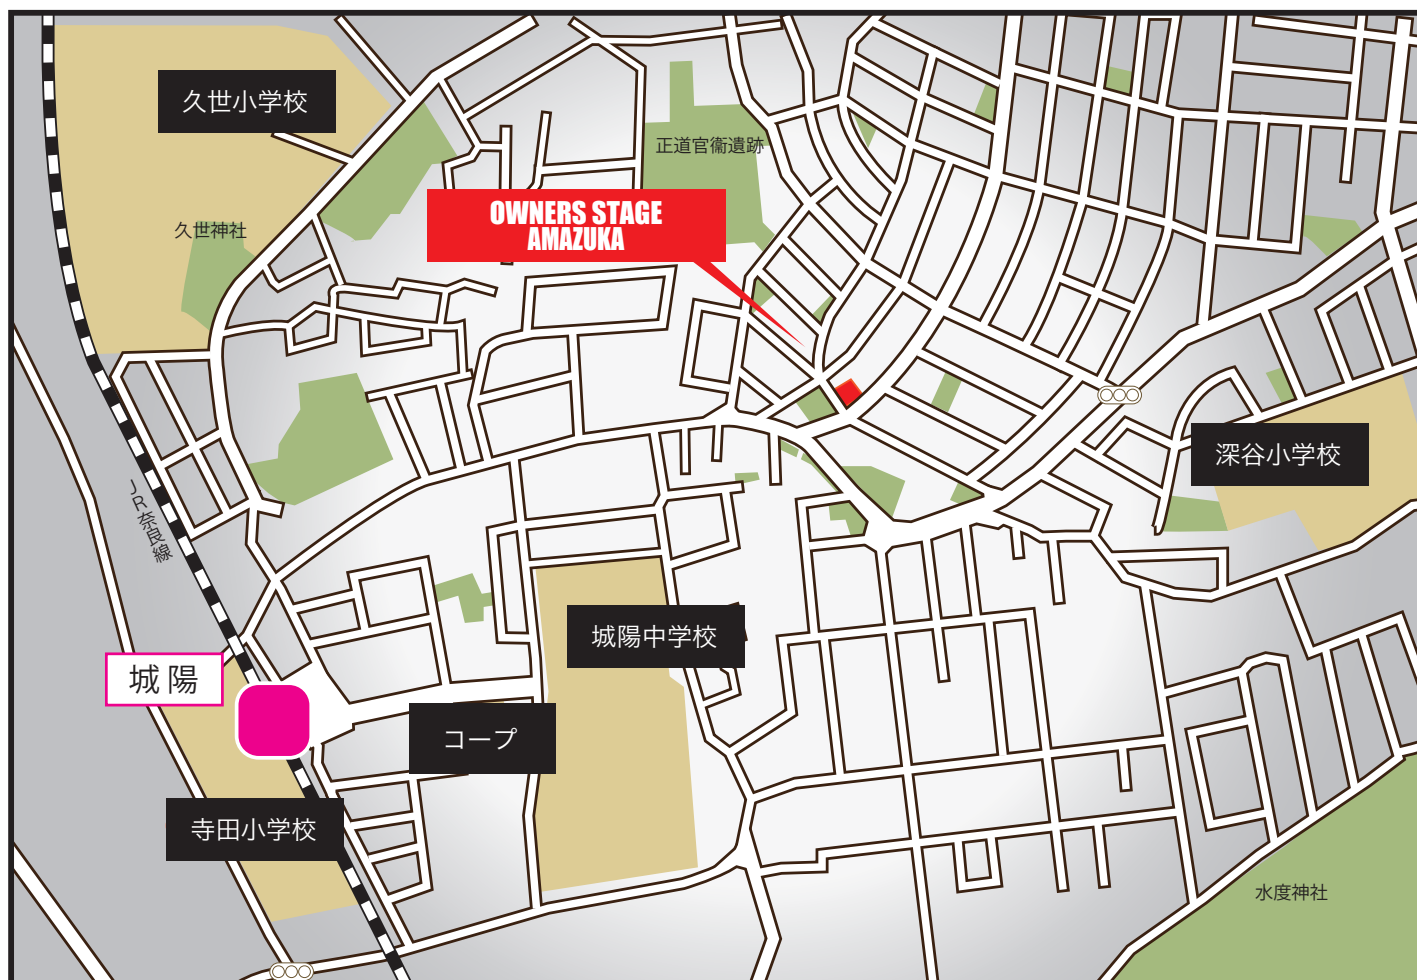 久世小学校
正道官衙遺跡
OWNERS STAGE
AMAZUKA
久世神社
深谷小学校
JR奈良線
城陽中学校
城陽
コープ
寺田小学校
水度神社